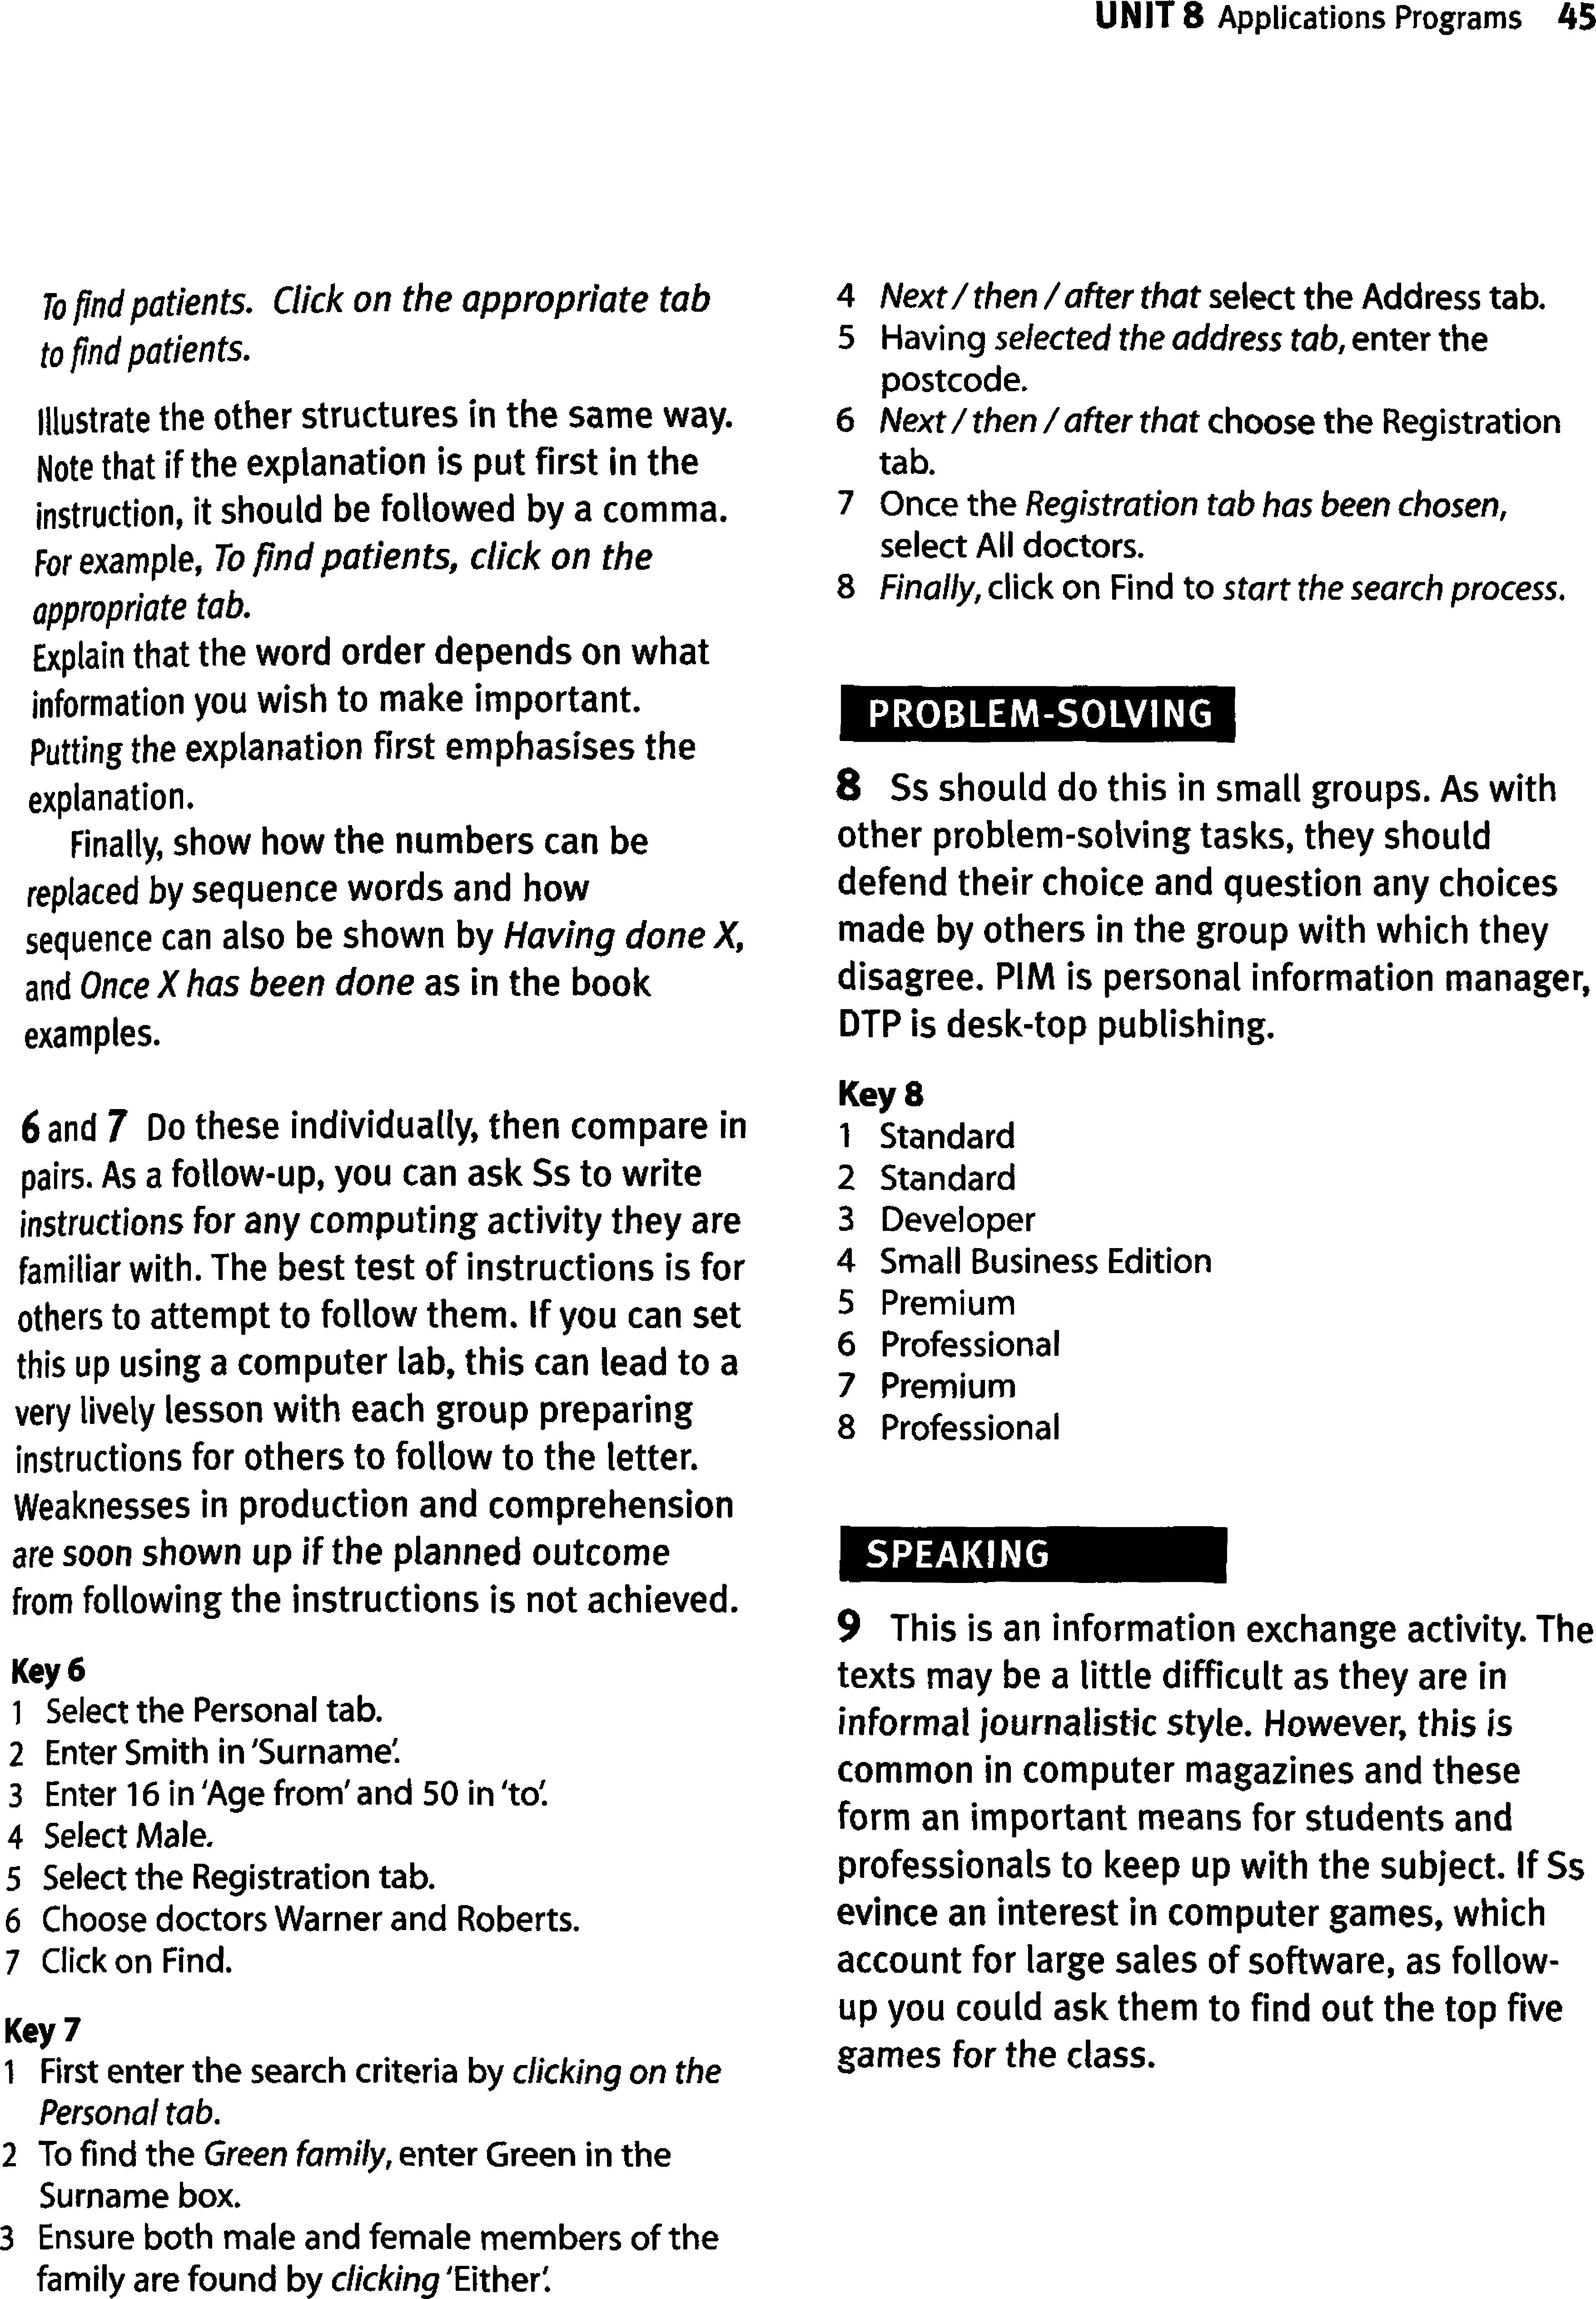 UNIT 8 Applications Programs 45
To find patients. Click on the appropriate tab
to find patients.
Illustrate the other structures in the same way.
Note that if the explanation is put first in the
instruction, it should be followed by a comma.
For example, To find patients, click on the
appropriate tab.
Explain that the word order depends on what
information you wish to make important.
Putting the explanation first emphasises the
explanation.
Finally, show how the numbers can be
replaced by sequence words and how
sequence can also be shown by Having done X,
and Once X has been done as in the book
examples.
6 and 7 Do these individually, then compare in
pairs. As a follow-up, you can ask Ss to write
instructions for any computing activity they are
familiar with. The best test of instructions is for
others to attempt to follow them. If you can set
this up using a computer lab, this can lead to a
very lively lesson with each group preparing
instructions for others to follow to the letter.
Weaknesses in production and comprehension
are soon shown up if the planned outcome
from following the instructions is not achieved.
Key 6
1 Select the Personal tab.
2 Enter Smith in 'Surname'.
3 Enter 16 in 'Age from' and 50 in 'to'.
4 Select Male.
5 Select the Registration tab.
6 Choose doctors Warner and Roberts.
7 Click on Find.
Key 7
1 First enter the search criteria by clicking on the
Personal tab.
2 To find the Green family, enter Green in the
Surname box.
3 Ensure both male and female members of the
family are found by clicking 'Either'.
4 Next / then / after that select the Address tab.
5 Having selected the address tab, enter the
postcode.
6 Next / then / after that choose the Registration
tab.
7 Once the Registration tab has been chosen,
select All doctors.
8 Finally, click on Find to start the search process.
PROBLEM-SOLVING
8 Ss should do this in small groups. As with
other problem-solving tasks, they should
defend their choice and question any choices
made by others in the group with which they
disagree. PIM is personal information manager,
DTP is desk-top publishing.
Key 8
1 Standard
2 Standard
3 Developer
4 Small Business Edition
5 Premium
6 Professional
7 Premium
8 Professional
SPEAKING
9 This is an information exchange activity. The
texts may be a little difficult as they are in
informal journalistic style. However, this is
common in computer magazines and these
form an important means for students and
professionals to keep up with the subject. If Ss
evince an interest in computer games, which
account for large sales of software, as follow-
up you could ask them to find out the top five
games for the class.